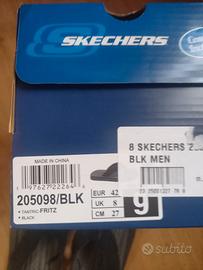 SKECHERS
8 SKECHERS
BLK MEN
MADE IN CHINA
205098/BLK
TANTRIC-FRITZ
BLACK
EUR 42
UK 8
CM 27
9
subito